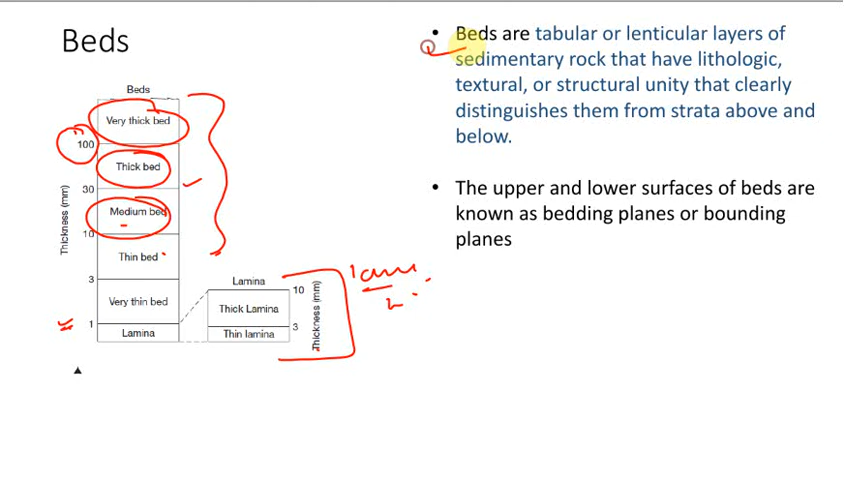 Beds
Beds
Very thick bed
100
Thick bed
30
Medium bed
10
Thin bed
3
Very thin bed
1
Lamina
Thickness (mm)
Lamina
10
Thick Lamina
3
Thin lamina
Thickness (mm)
• Beds are tabular or lenticular layers of
sedimentary rock that have lithologic,
textural, or structural unity that clearly
distinguishes them from strata above and
below.
• The upper and lower surfaces of beds are
known as bedding planes or bounding
planes